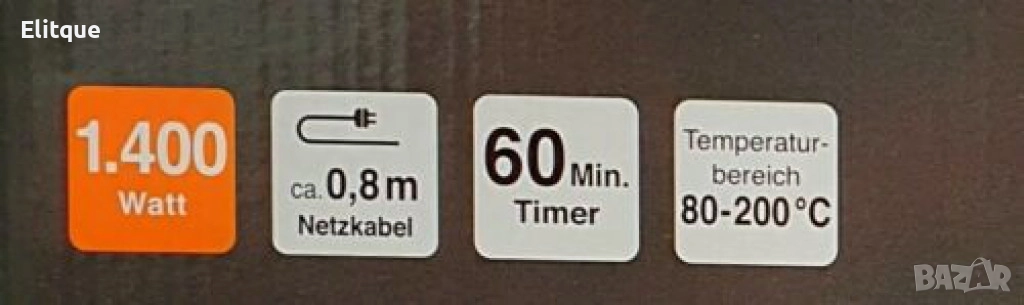 Elitque
1.400
Watt
ca. 0,8 m
Netzkabel
60 Min.
Timer
Temperatur-
bereich
80-200 °C
BAZAR